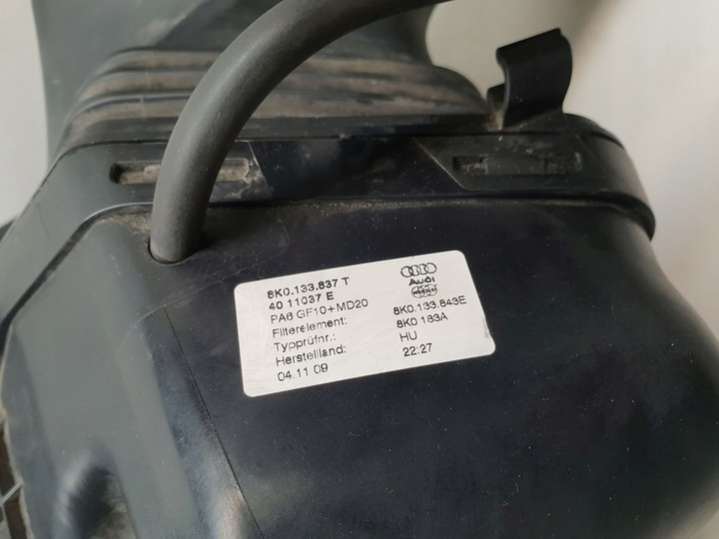 8K0.133.837 T
40 11037 E
PA6 GF10+MD20
Audi
Filterelement: 8K0.133.843E
Typprüfnr.: 8K0 183A
Herstellland: HU
04.11 09 22:27